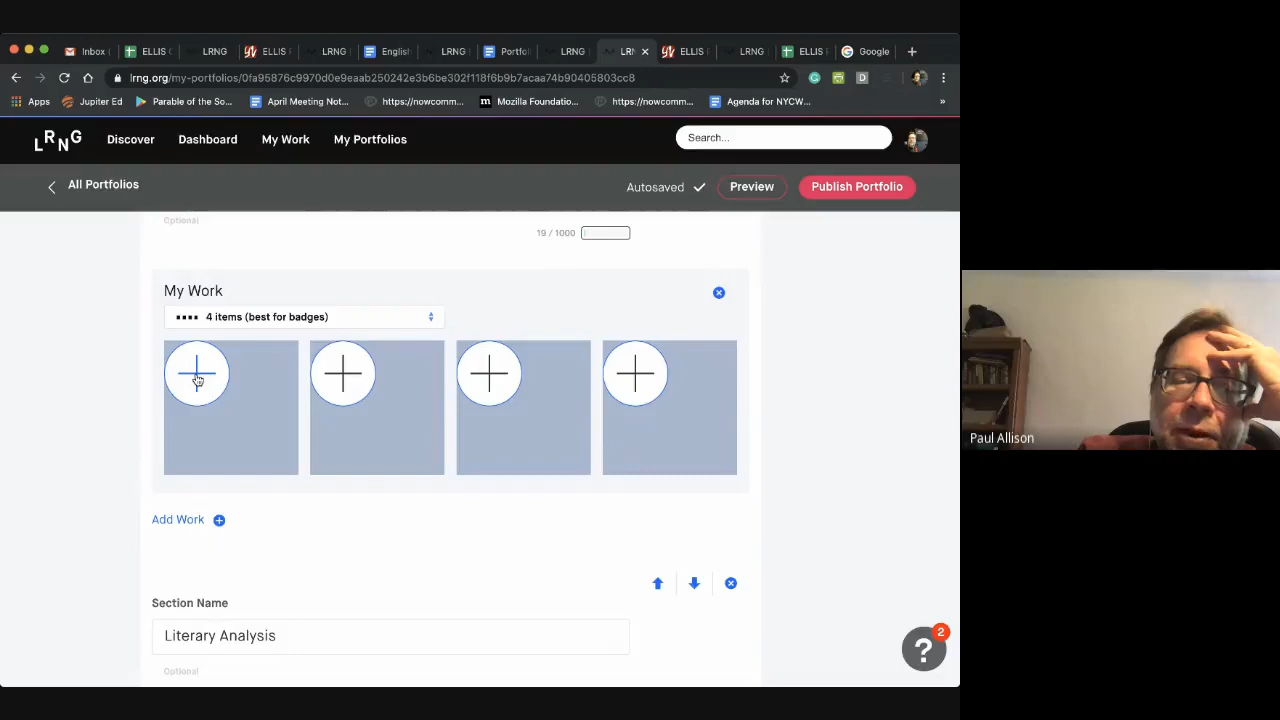 Inbox (
ELLIS C
LRNG
ELLIS F
LRNG
English
LRNG
Portfol
LRNG
LRN
ELLIS F
LRNG
ELLIS F
Google
lrng.org/my-portfolios/0fa95876c9970d0e9eaab250242e3b6be302f118f6b9b7acaa74b90405803cc8
Apps
Jupiter Ed
Parable of the So...
April Meeting Not...
https://nowcomm...
Mozilla Foundatio...
https://nowcomm...
Agenda for NYCW...
»
LRNG
Discover
Dashboard
My Work
My Portfolios
Search...
All Portfolios
Autosaved
Preview
Publish Portfolio
Optional
19 / 1000
My Work
4 items (best for badges)
Add Work
Section Name
Literary Analysis
Optional
2
?
Paul Allison